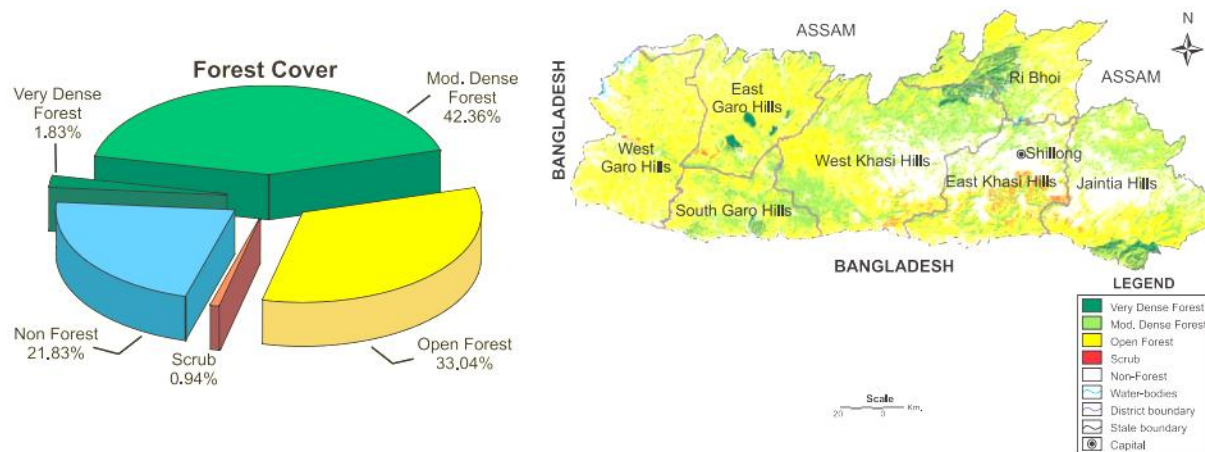 Forest Cover
Very Dense
Forest
1.83%
Mod. Dense
Forest
42.36%
Non Forest
21.83%
Scrub
0.94%
Open Forest
33.04%
ASSAM
N
BANGLADESH
East
Garo Hills
Ri Bhoi
ASSAM
West
Garo Hills
West Khasi Hills
Shillong
East Khasi Hills
Jaintia Hills
South Garo Hills
BANGLADESH
LEGEND
Very Dense Forest
Mod. Dense Forest
Open Forest
Scrub
Non-Forest
Water-bodies
District boundary
State boundary
Capital
Scale
20 0 Km.